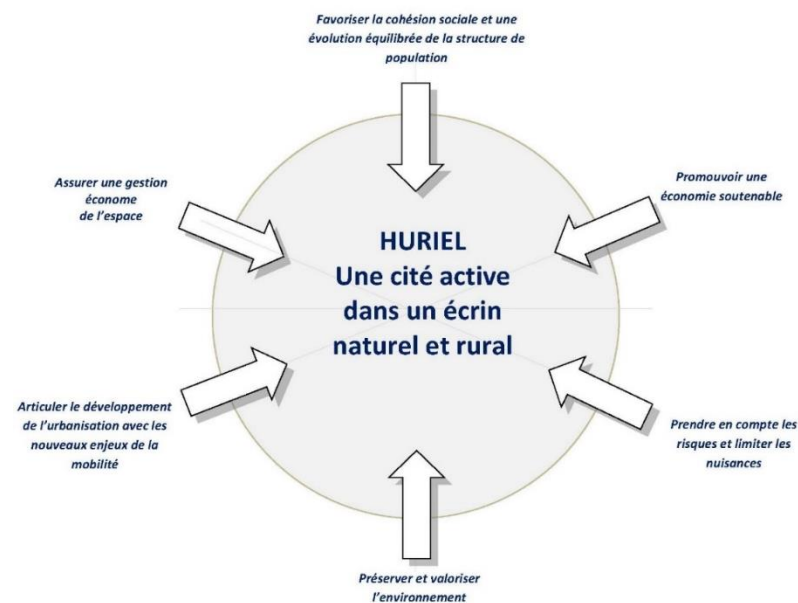 Favoriser la cohésion sociale et une
évolution équilibrée de la structure de
population
Assurer une gestion
économe
de l'espace
Promouvoir une
économie soutenable
HURIEL
Une cité active
dans un écrin
naturel et rural
Articuler le développement
de l'urbanisation avec les
nouveaux enjeux de la
mobilité
Prendre en compte les
risques et limiter les
nuisances
Préserver et valoriser
l'environnement